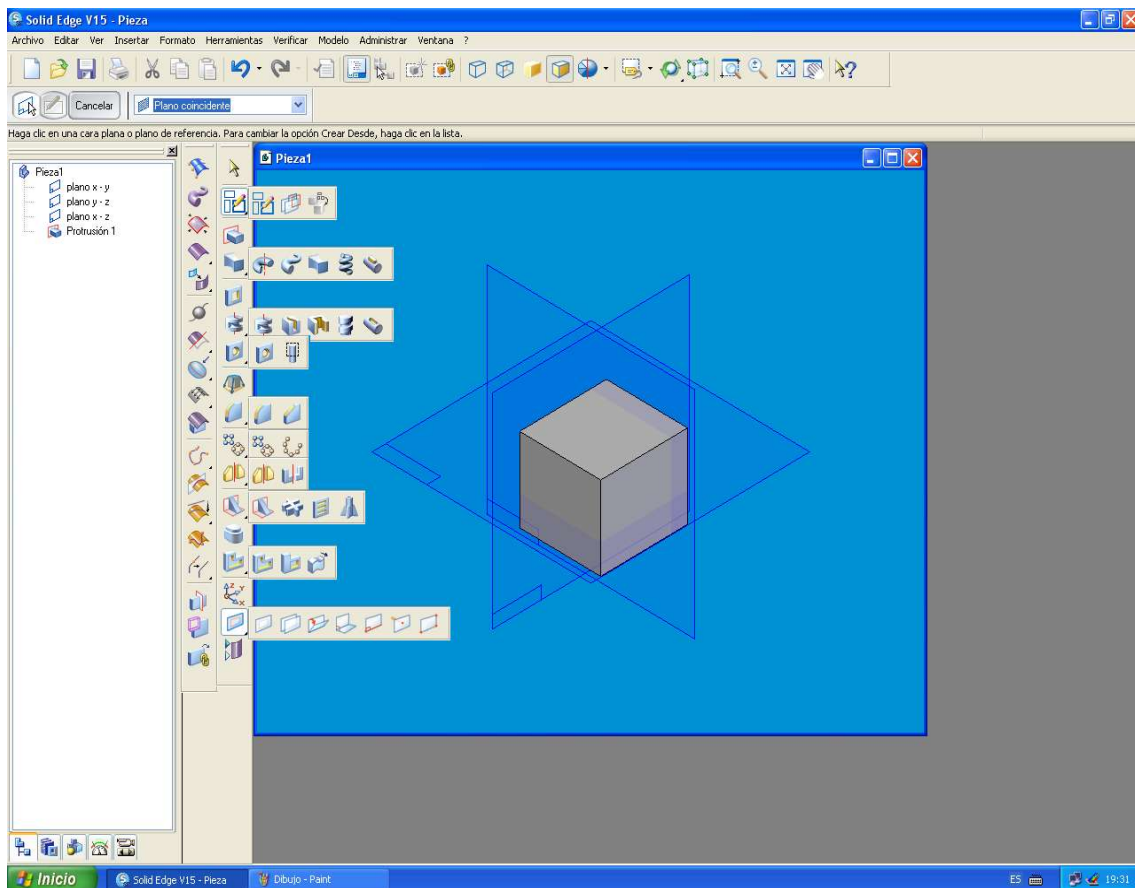 Solid Edge V15 - Pieza
Archivo Editar Ver Insertar Formato Herramientas Verificar Modelo Administrar Ventana ?
Cancelar Plano coincidente
Haga clic en una cara plana o plano de referencia. Para cambiar la opción Crear Desde, haga clic en la lista.
Pieza1
plano x - y
plano y - z
plano x - z
Protrusión 1
Pieza1
Inicio Solid Edge V15 - Pieza Dibujo - Paint ES 19:31